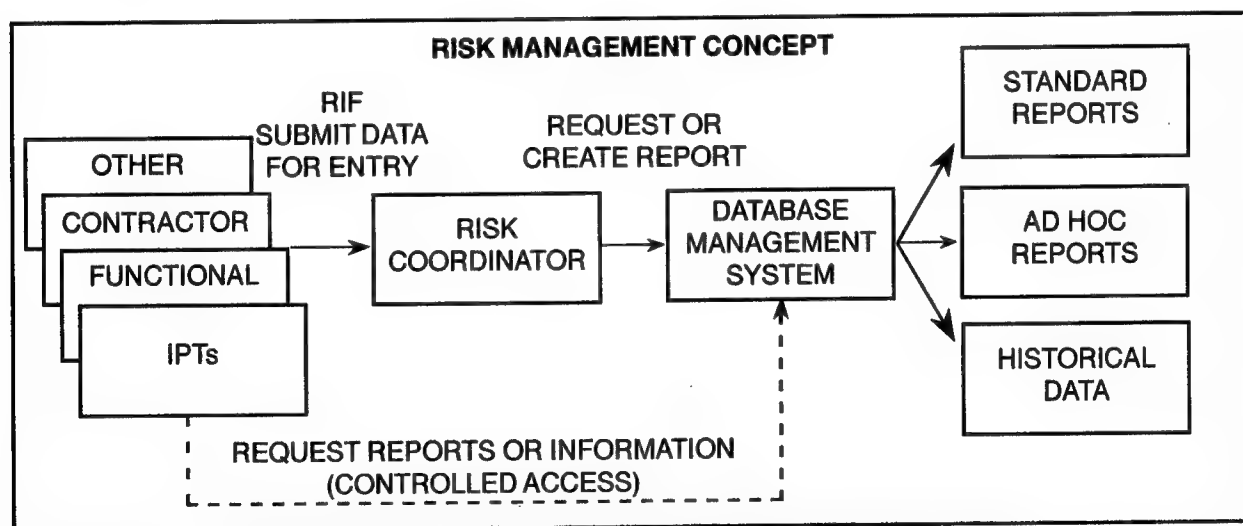 RISK MANAGEMENT CONCEPT
RIF
SUBMIT DATA
FOR ENTRY
OTHER
CONTRACTOR
FUNCTIONAL
IPTs
RISK
COORDINATOR
REQUEST OR
CREATE REPORT
DATABASE
MANAGEMENT
SYSTEM
STANDARD
REPORTS
AD HOC
REPORTS
HISTORICAL
DATA
REQUEST REPORTS OR INFORMATION
(CONTROLLED ACCESS)